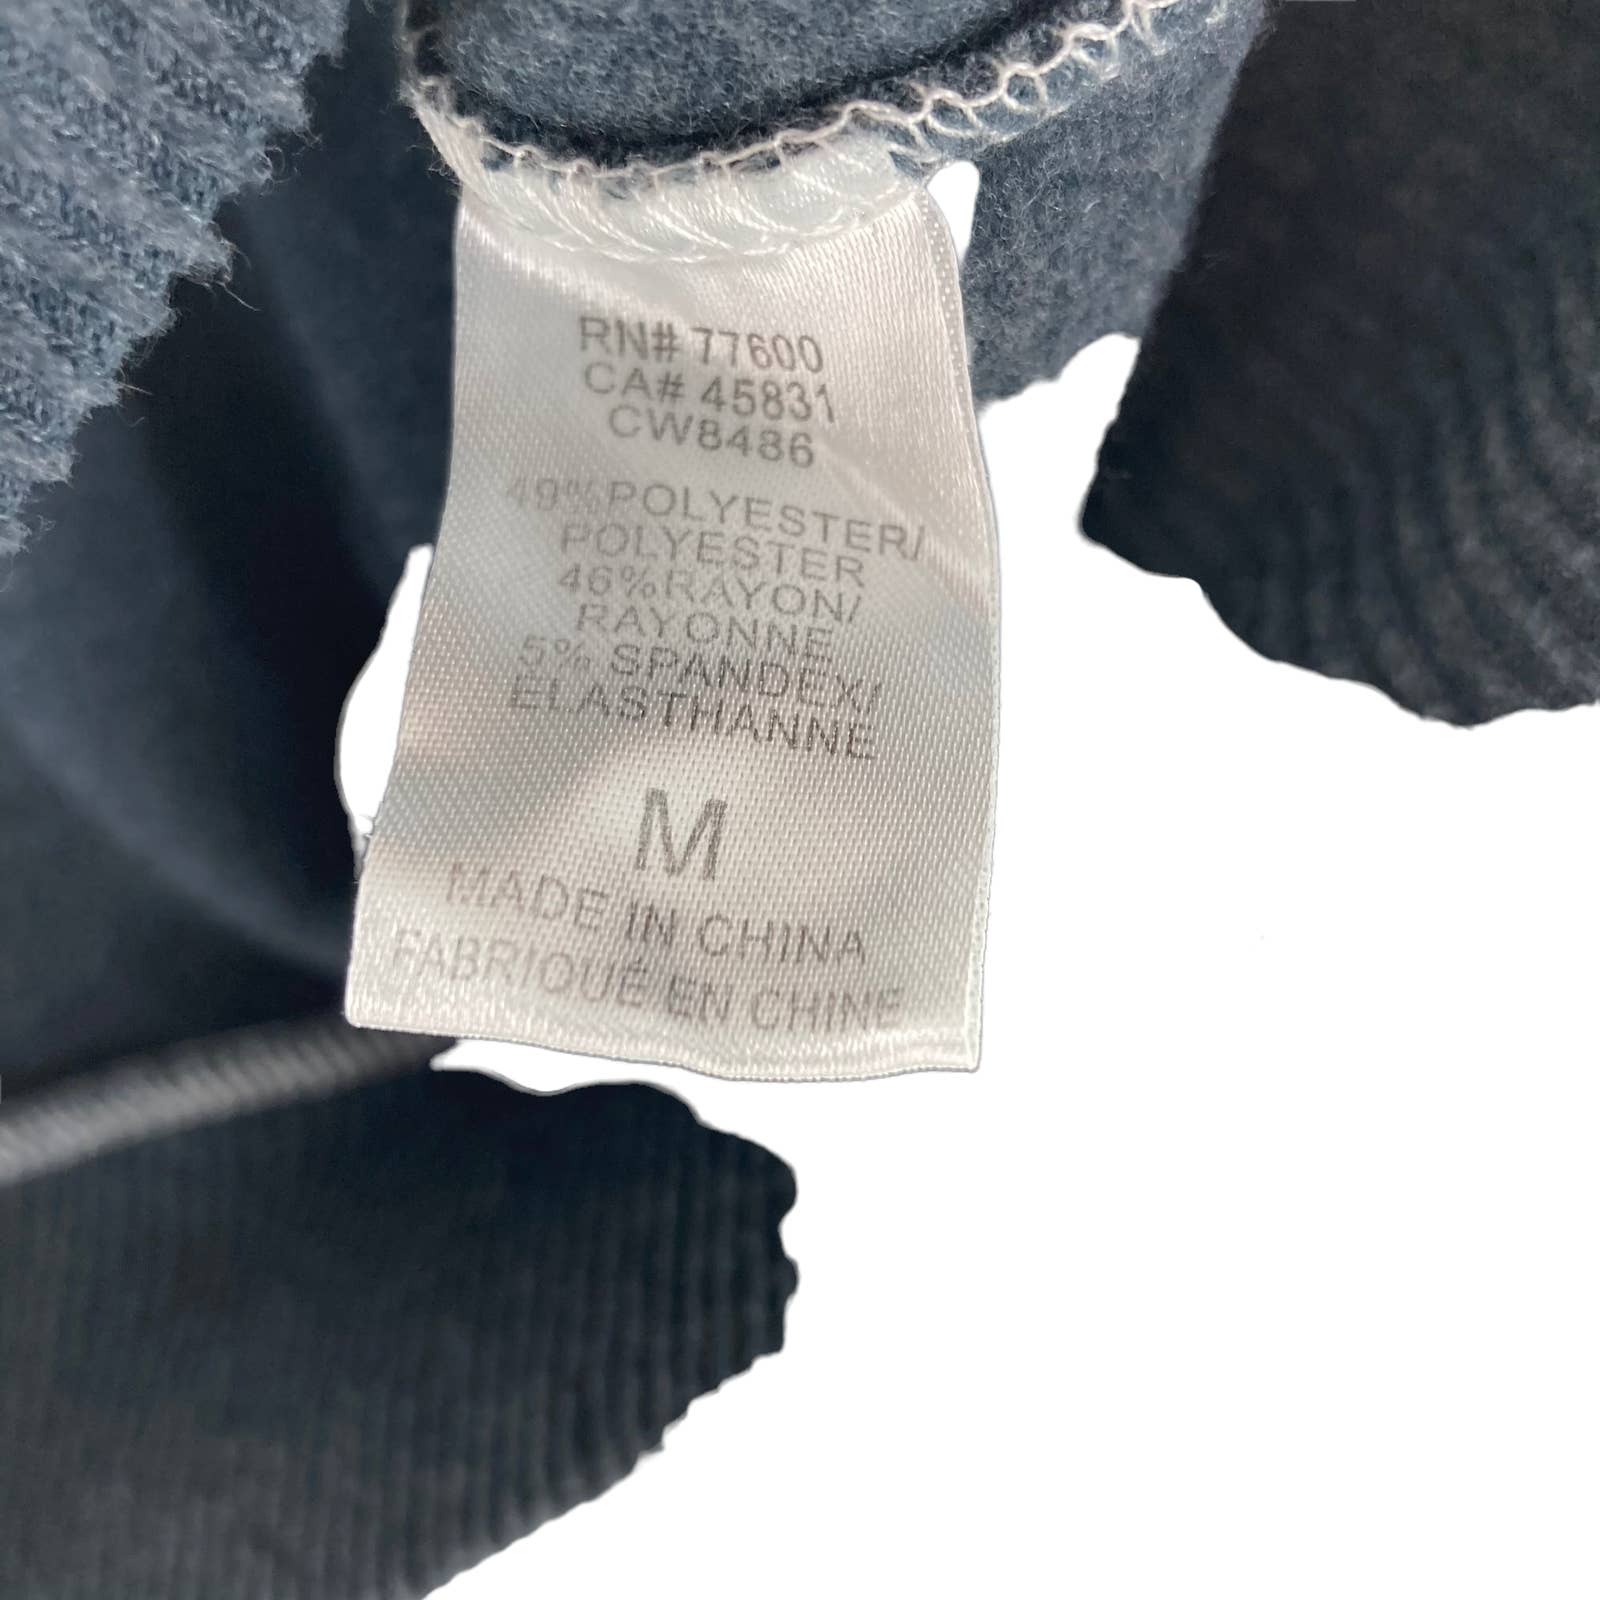 RN# 77600
CA# 45831
CW8486
49%POLYESTER/
POLYESTER
46%RAYON/
RAYONNE
5% SPANDEX/
ELASTHANNE
M
MADE IN CHINA
FABRIQUÉ EN CHINE